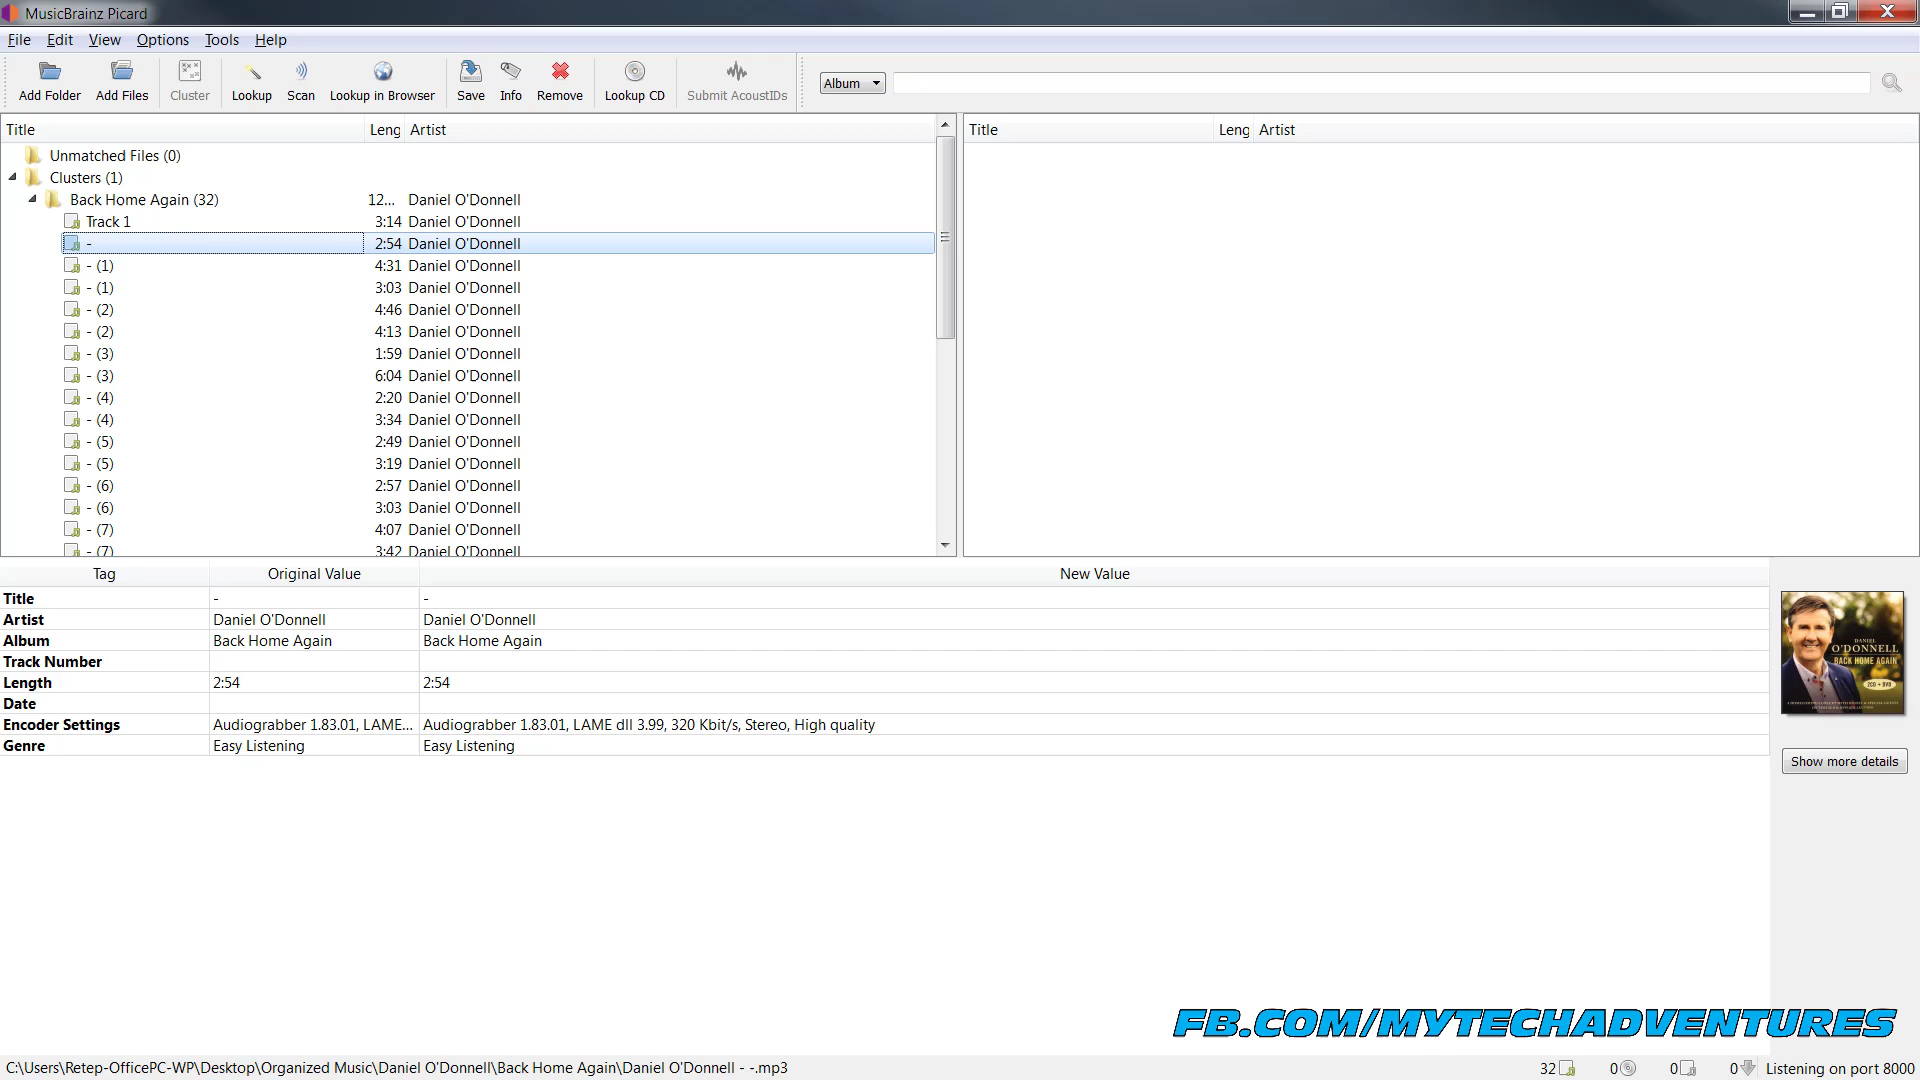 MusicBrainz Picard
File Edit View Options Tools Help
Add Folder Add Files Cluster Lookup Scan Lookup in Browser Save Info Remove Lookup CD Submit AcoustIDs Album
Title Leng Artist Title Leng Artist
Unmatched Files (0)
Clusters (1)
Back Home Again (32) 12... Daniel O'Donnell
Track 1 3:14 Daniel O'Donnell
- 2:54 Daniel O'Donnell
- (1) 4:31 Daniel O'Donnell
- (1) 3:03 Daniel O'Donnell
- (2) 4:46 Daniel O'Donnell
- (2) 4:13 Daniel O'Donnell
- (3) 1:59 Daniel O'Donnell
- (3) 6:04 Daniel O'Donnell
- (4) 2:20 Daniel O'Donnell
- (4) 3:34 Daniel O'Donnell
- (5) 2:49 Daniel O'Donnell
- (5) 3:19 Daniel O'Donnell
- (6) 2:57 Daniel O'Donnell
- (6) 3:03 Daniel O'Donnell
- (7) 4:07 Daniel O'Donnell
- (7) 3:42 Daniel O'Donnell
Tag Original Value New Value
Title - -
Artist Daniel O'Donnell Daniel O'Donnell
Album Back Home Again Back Home Again
Track Number
Length 2:54 2:54
Date
Encoder Settings Audiograbber 1.83.01, LAME... Audiograbber 1.83.01, LAME dll 3.99, 320 Kbit/s, Stereo, High quality
Genre Easy Listening Easy Listening
DANIEL
O'DONNELL
BACK HOME AGAIN
2CD + DVD
Show more details
FB.COM/MYTECHADVENTURES
C:\Users\Retep-OfficePC-WP\Desktop\Organized Music\Daniel O'Donnell\Back Home Again\Daniel O'Donnell - -.mp3 32 0 0 0 Listening on port 8000